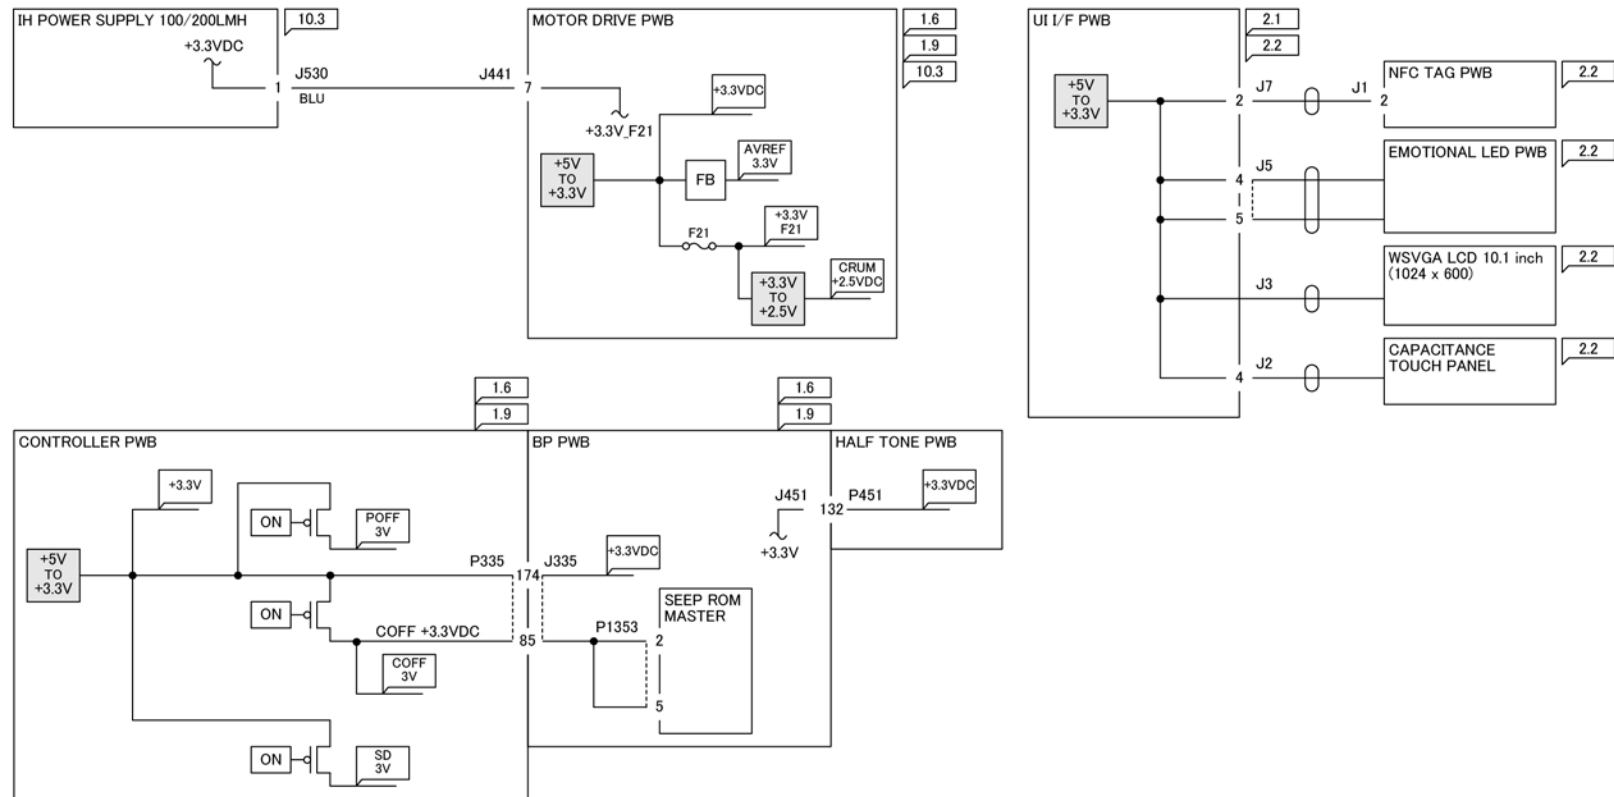 IH POWER SUPPLY 100/200LMH
10.3
+3.3VDC
1
J530
BLU
J441
7
MOTOR DRIVE PWB
1.6
1.9
10.3
+3.3V_F21
+3.3VDC
+5V
TO
+3.3V
FB
AVREF
3.3V
F21
+3.3V
F21
+3.3V
TO
+2.5V
CRUM
+2.5VDC
UI I/F PWB
2.1
2.2
+5V
TO
+3.3V
2
J7
J1
2
NFC TAG PWB
2.2
4
J5
5
EMOTIONAL LED PWB
2.2
J3
WSVGA LCD 10.1 inch
(1024 x 600)
2.2
4
J2
CAPACITANCE
TOUCH PANEL
2.2
1.6
1.9
CONTROLLER PWB
+3.3V
+5V
TO
+3.3V
ON
POFF
3V
ON
COFF +3.3VDC
COFF
3V
ON
SD
3V
P335
174
J335
85
1.6
1.9
BP PWB
+3.3VDC
P1353
SEEP ROM
MASTER
2
5
J451
+3.3V
132
P451
HALF TONE PWB
+3.3VDC